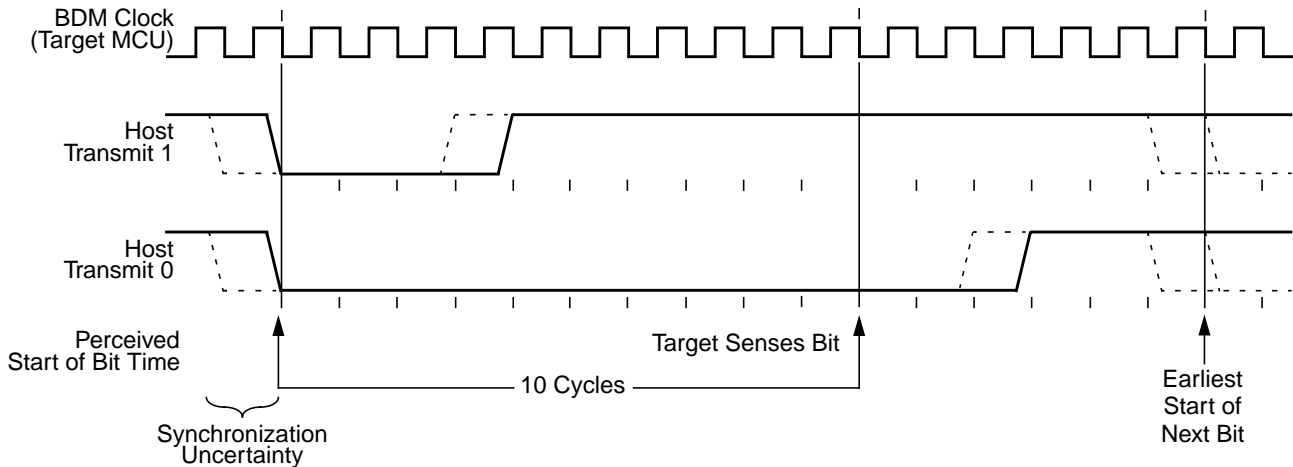 BDM Clock
(Target MCU)
Host
Transmit 1
Host
Transmit 0
Perceived
Start of Bit Time
Target Senses Bit
10 Cycles
Earliest
Start of
Next Bit
Synchronization
Uncertainty